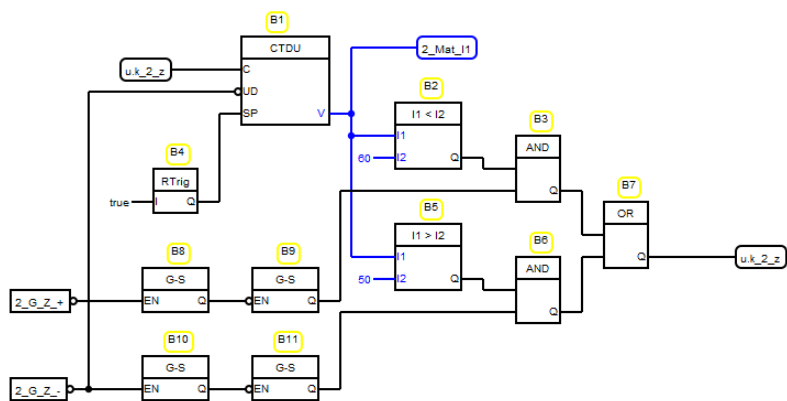 B1
CTDU
u.k_2_z
C
UD
SP
V
2_Mat_I1
B2
I1 < I2
I1
60
I2
Q
B3
AND
Q
B4
RTrig
true
I
Q
B5
I1 > I2
I1
50
I2
Q
B6
AND
Q
B7
OR
Q
u.k_2_z
B8
G-S
2_G_Z_+
EN
Q
B9
G-S
EN
Q
B10
G-S
2_G_Z_-
EN
Q
B11
G-S
EN
Q